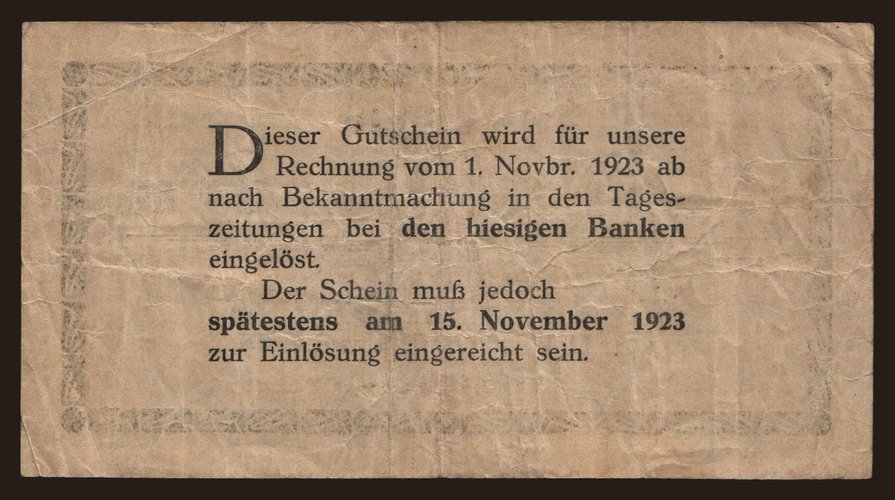 Dieser Gutschein wird für unsere
Rechnung vom 1. Novbr. 1923 ab
nach Bekanntmachung in den Tages-
zeitungen bei den hiesigen Banken
eingelöst.
Der Schein muß jedoch
spätestens am 15. November 1923
zur Einlösung eingereicht sein.